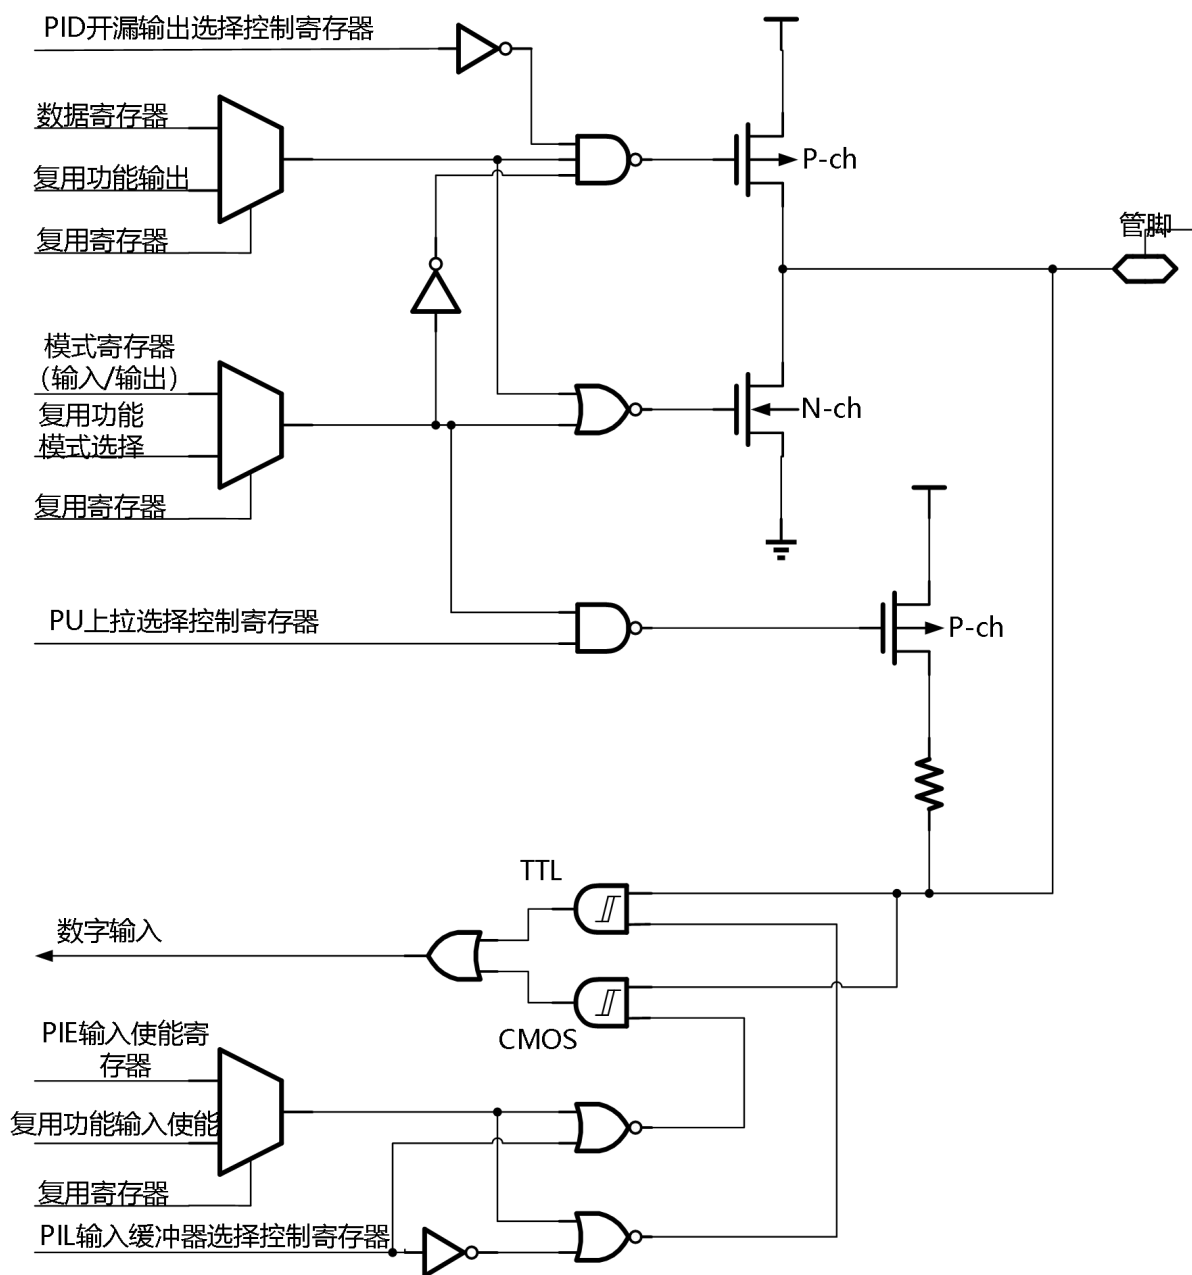 PID开漏输出选择控制寄存器
数据寄存器
复用功能输出
复用寄存器
P-ch
管脚
模式寄存器
（输入/输出）
复用功能
模式选择
复用寄存器
N-ch
PU上拉选择控制寄存器
P-ch
TTL
数字输入
CMOS
PIE输入使能寄
存器
复用功能输入使能
复用寄存器
PIL输入缓冲器选择控制寄存器